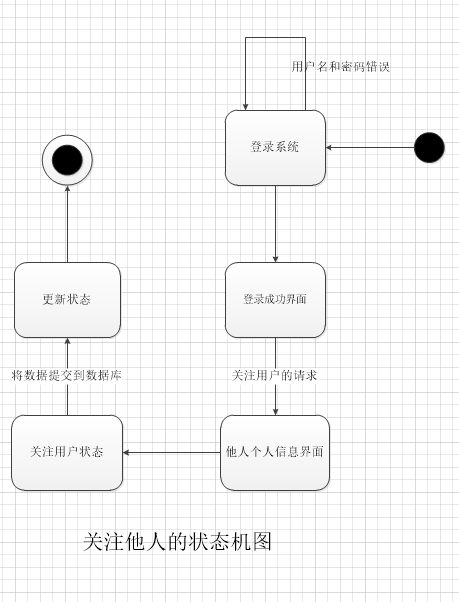 用户名和密码错误
登录系统
更新状态
登录成功界面
将数据提交到数据库
关注用户的请求
关注用户状态
他人个人信息界面
关注他人的状态机图